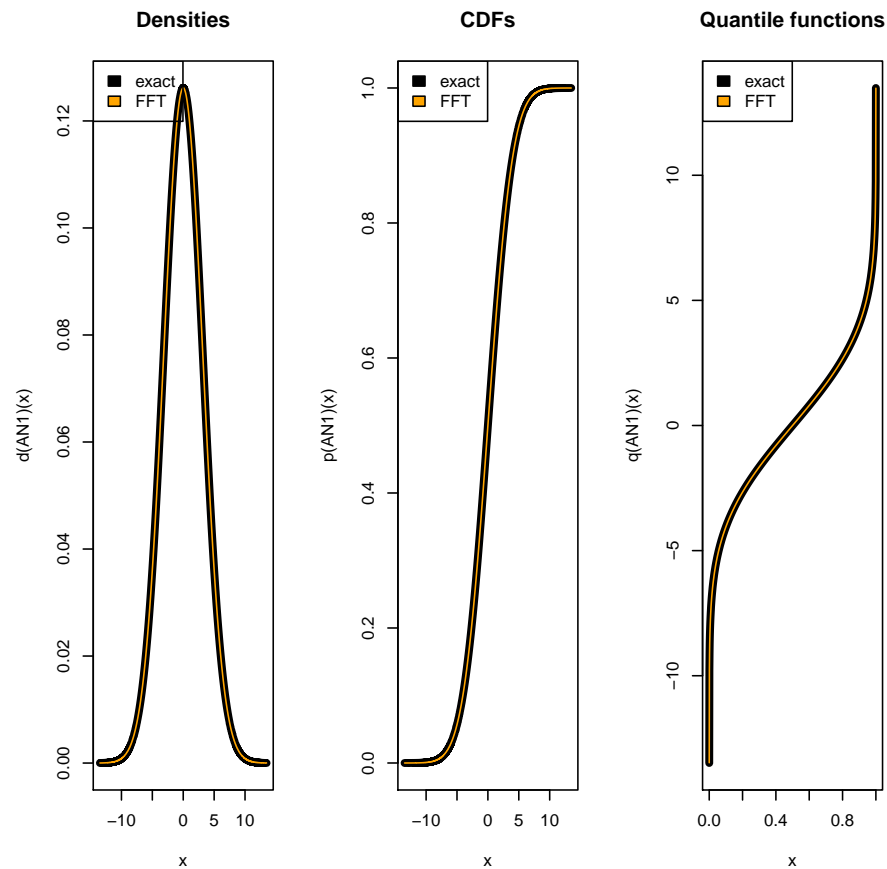 Densities
exact
FFT
d(AN1)(x)
0.00
0.02
0.04
0.06
0.08
0.10
0.12
−10
0
5
10
x
CDFs
exact
FFT
p(AN1)(x)
0.0
0.2
0.4
0.6
0.8
1.0
−10
0
5
10
x
Quantile functions
exact
FFT
q(AN1)(x)
−10
−5
0
5
10
0.0
0.4
0.8
x